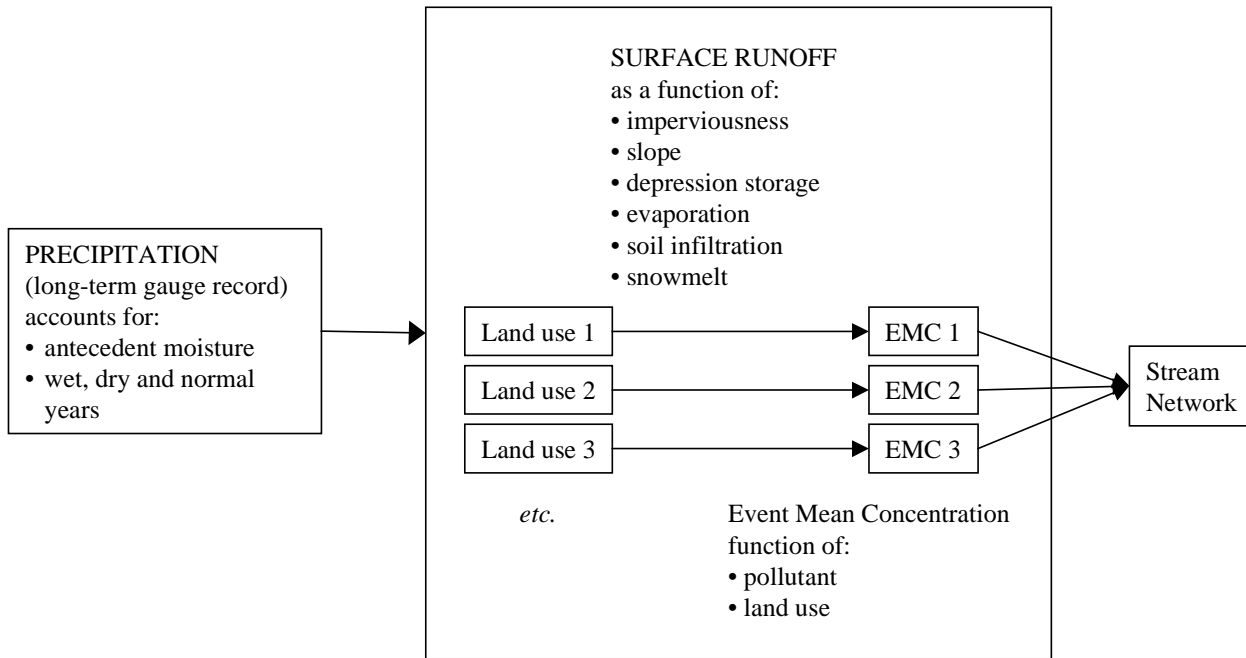 PRECIPITATION
(long-term gauge record)
accounts for:
• antecedent moisture
• wet, dry and normal
years
SURFACE RUNOFF
as a function of:
• imperviousness
• slope
• depression storage
• evaporation
• soil infiltration
• snowmelt
Land use 1
EMC 1
Land use 2
EMC 2
Land use 3
EMC 3
etc.
Event Mean Concentration
function of:
• pollutant
• land use
Stream
Network